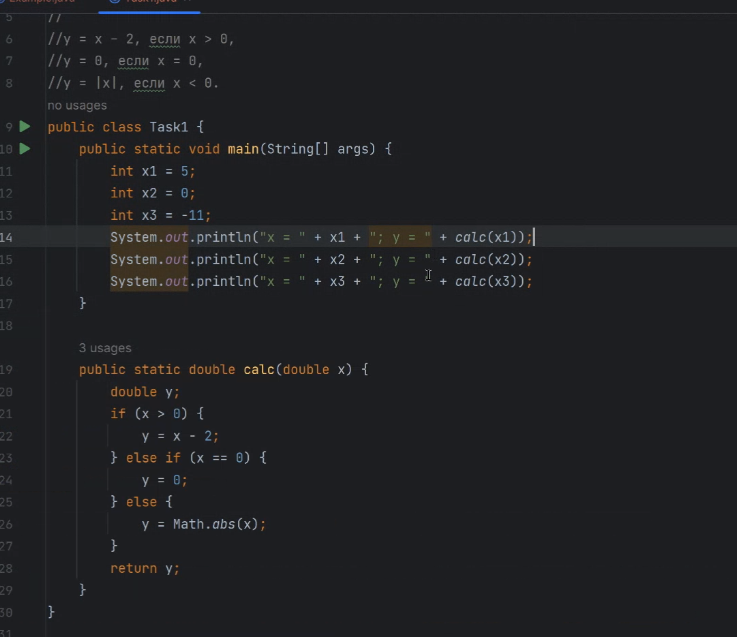 Example.java Task1.java
5 //
6 //y = x - 2, если x > 0,
7 //y = 0, если x = 0,
8 //y = |x|, если x < 0.
no usages
9 public class Task1 {
10 public static void main(String[] args) {
11 int x1 = 5;
12 int x2 = 0;
13 int x3 = -11;
14 System.out.println("x = " + x1 + "; y = " + calc(x1));
15 System.out.println("x = " + x2 + "; y = " + calc(x2));
16 System.out.println("x = " + x3 + "; y = " + calc(x3));
17 }
18
3 usages
19 public static double calc(double x) {
20 double y;
21 if (x > 0) {
22 y = x - 2;
23 } else if (x == 0) {
24 y = 0;
25 } else {
26 y = Math.abs(x);
27 }
28 return y;
29 }
30 }
31